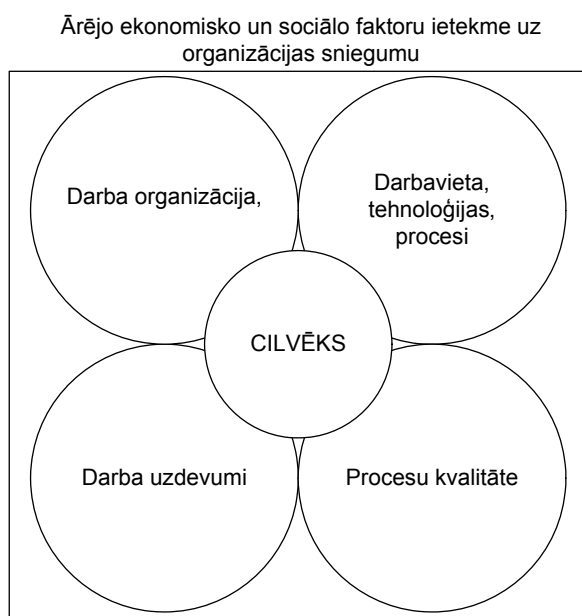 Ārējo ekonomisko un sociālo faktoru ietekme uz
organizācijas sniegumu
Darba organizācija,
Darbavieta,
tehnoloģijas,
procesi
CILVĒKS
Darba uzdevumi
Procesu kvalitāte